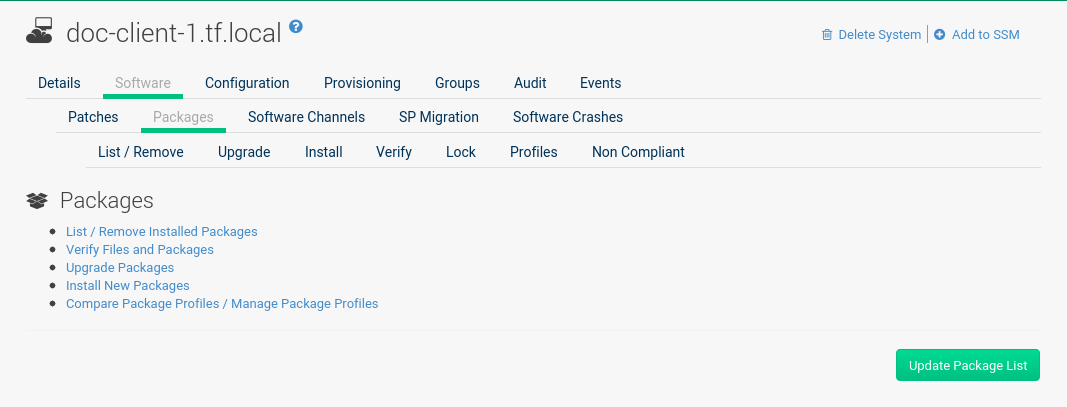 doc-client-1.tf.local ?
Delete System | Add to SSM
Details Software Configuration Provisioning Groups Audit Events
Patches Packages Software Channels SP Migration Software Crashes
List / Remove Upgrade Install Verify Lock Profiles Non Compliant
Packages
List / Remove Installed Packages
Verify Files and Packages
Upgrade Packages
Install New Packages
Compare Package Profiles / Manage Package Profiles
Update Package List